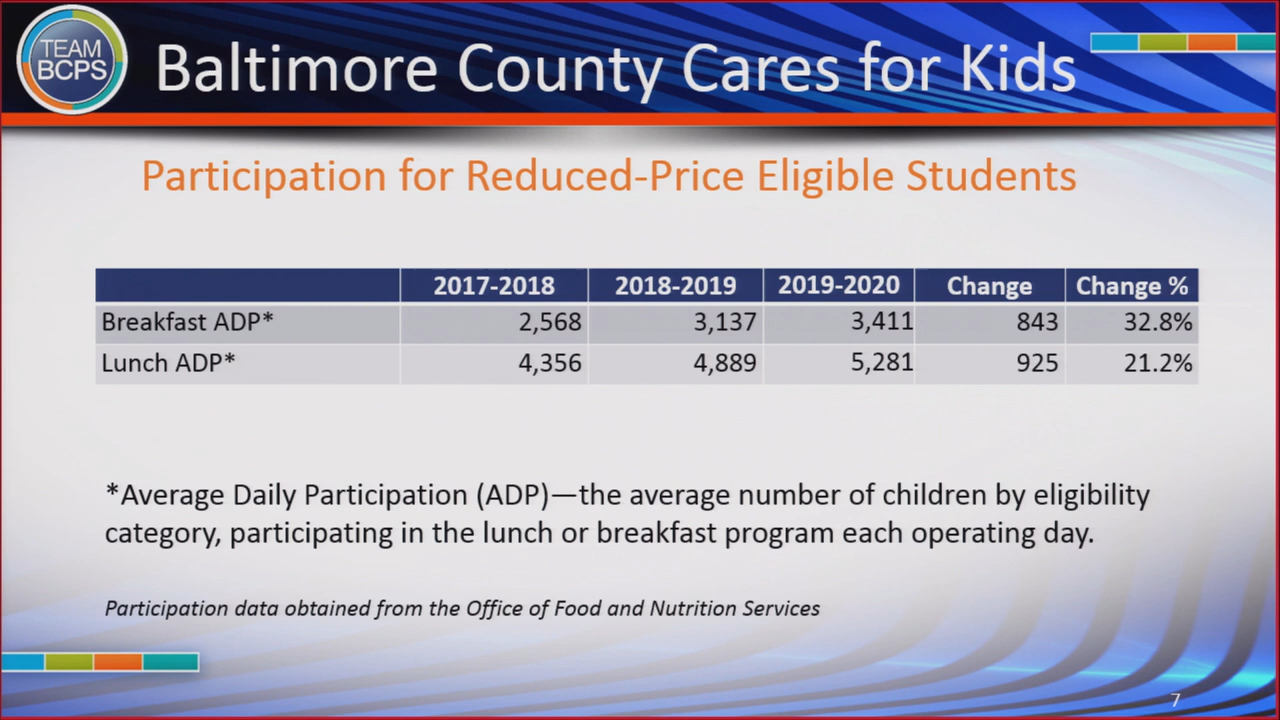 TEAM
BCPS
Baltimore County Cares for Kids
Participation for Reduced-Price Eligible Students
2017-2018 2018-2019 2019-2020 Change Change %
Breakfast ADP* 2,568 3,137 3,411 843 32.8%
Lunch ADP* 4,356 4,889 5,281 925 21.2%
*Average Daily Participation (ADP)—the average number of children by eligibility
category, participating in the lunch or breakfast program each operating day.
Participation data obtained from the Office of Food and Nutrition Services
7